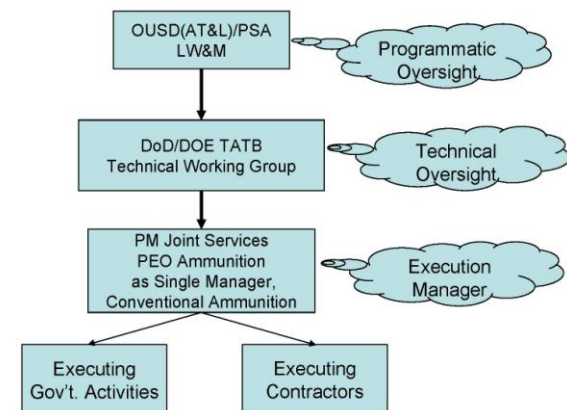 OUSD(AT&L)/PSA
LW&M
Programmatic
Oversight
DoD/DOE TATB
Technical Working Group
Technical
Oversight
PM Joint Services
PEO Ammunition
as Single Manager,
Conventional Ammunition
Execution
Manager
Executing
Gov't. Activities
Executing
Contractors